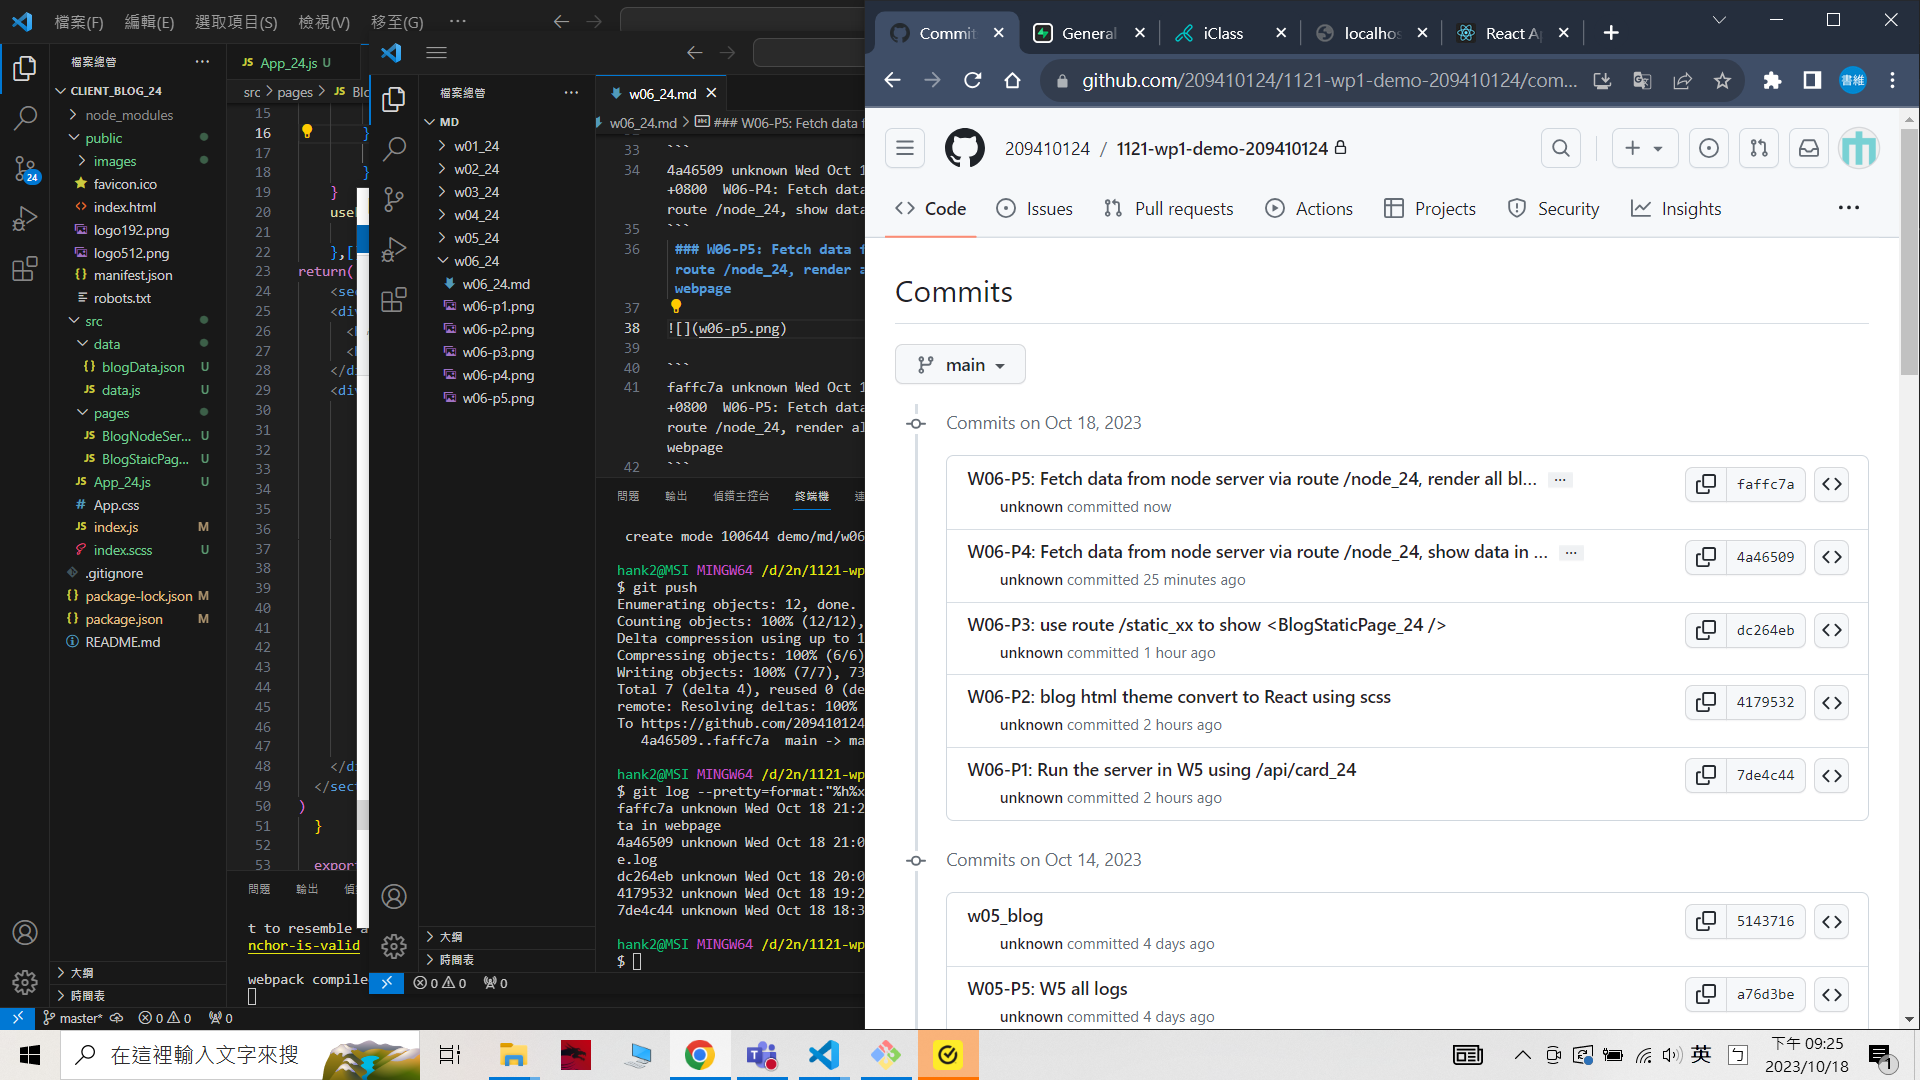 檔案(F) 編輯(E) 選取項目(S) 檢視(V) 移至(G) ···
檔案總管 ···
CLIENT_BLOG_24
node_modules
public
images
favicon.ico
index.html
logo192.png
logo512.png
manifest.json
robots.txt
src
data
blogData.json U
data.js U
pages
BlogNodeSer... U
BlogStaicPag... U
App_24.js U
App.css
index.js M
index.scss U
.gitignore
package-lock.json M
package.json M
README.md
大綱
時間表
24
App_24.js U
src > pages > JS Blo
15
16 }
17
18 }
19 }
20 usel
21
22 },[
23 return(
24 <sec
25 <div
26 <h
27 <h
28 </di
29 <div
30
31
32
33
34
35
36
37
38
39
40
41
42
43
44
45
46
47
48 </di
49 </sect
50 )
51 }
52
53 export
問題 輸出
t to resemble a
nchor-is-valid
webpack compile
master* 0 0 0
檔案總管 ···
MD
w01_24
w02_24
w03_24
w04_24
w05_24
w06_24
w06_24.md
w06-p1.png
w06-p2.png
w06-p3.png
w06-p4.png
w06-p5.png
大綱
時間表
0 0 0
w06_24.md
w06_24.md > ### W06-P5: Fetch data f
33 ```
34 4a46509 unknown Wed Oct 1
+0800 W06-P4: Fetch data
route /node_24, show data
35 ```
36 ### W06-P5: Fetch data f
route /node_24, render a
webpage
37
38 ![](w06-p5.png)
39
40 ```
41 faffc7a unknown Wed Oct 1
+0800 W06-P5: Fetch data
route /node_24, render al
webpage
42 ```
問題 輸出 偵錯主控台 終端機
create mode 100644 demo/md/w06
hank2@MSI MINGW64 /d/2n/1121-wp
$ git push
Enumerating objects: 12, done.
Counting objects: 100% (12/12),
Delta compression using up to 1
Compressing objects: 100% (6/6)
Writing objects: 100% (7/7), 73
Total 7 (delta 4), reused 0 (de
remote: Resolving deltas: 100%
To https://github.com/209410124
4a46509..faffc7a main -> ma
hank2@MSI MINGW64 /d/2n/1121-wp
$ git log --pretty=format:"%h%x
faffc7a unknown Wed Oct 18 21:2
ta in webpage
4a46509 unknown Wed Oct 18 21:0
e.log
dc264eb unknown Wed Oct 18 20:0
4179532 unknown Wed Oct 18 19:2
7de4c44 unknown Wed Oct 18 18:3
hank2@MSI MINGW64 /d/2n/1121-wp
$
Commit General iClass localhos React Ap
github.com/209410124/1121-wp1-demo-209410124/com...
書維
209410124 / 1121-wp1-demo-209410124
Code Issues Pull requests Actions Projects Security Insights ···
Commits
main
Commits on Oct 18, 2023
W06-P5: Fetch data from node server via route /node_24, render all bl... ...
unknown committed now
faffc7a
W06-P4: Fetch data from node server via route /node_24, show data in ... ...
unknown committed 25 minutes ago
4a46509
W06-P3: use route /static_xx to show <BlogStaticPage_24 />
unknown committed 1 hour ago
dc264eb
W06-P2: blog html theme convert to React using scss
unknown committed 2 hours ago
4179532
W06-P1: Run the server in W5 using /api/card_24
unknown committed 2 hours ago
7de4c44
Commits on Oct 14, 2023
w05_blog
unknown committed 4 days ago
5143716
W05-P5: W5 all logs
unknown committed 4 days ago
a76d3be
在這裡輸入文字來搜
英
下午 09:25
2023/10/18
1